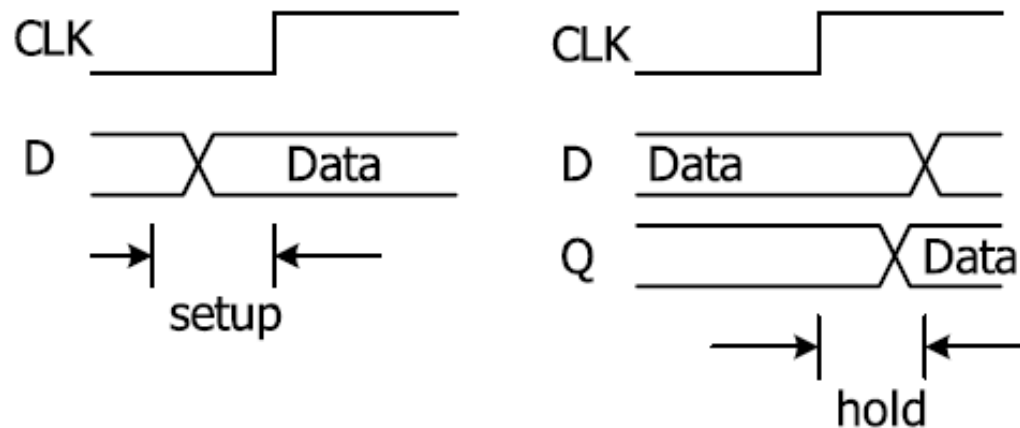 CLK
D
Data
setup
CLK
D
Data
Q
Data
hold